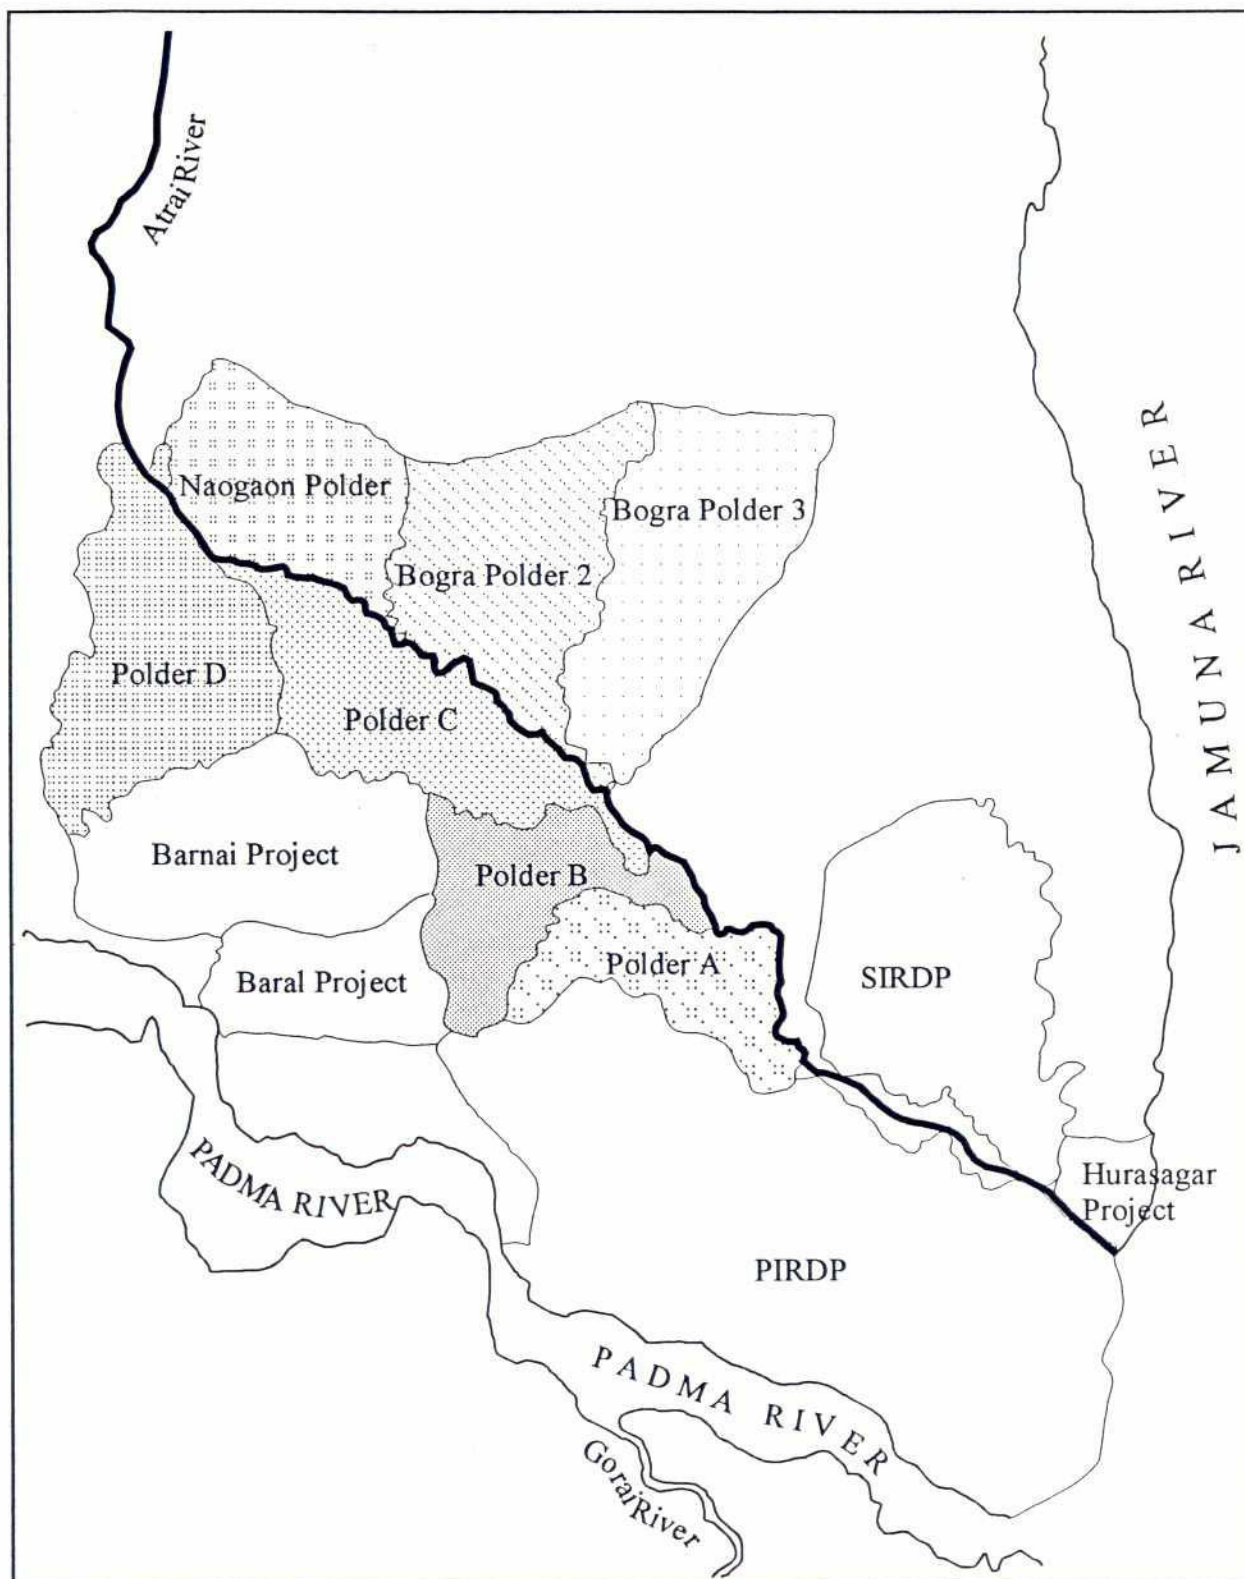 Atrai River
Naogaon Polder
Bogra Polder 3
Bogra Polder 2
JAMUNA RIVER
Polder D
Polder C
Barnai Project
Polder B
Polder A
SIRDP
Baral Project
PADMA RIVER
Hurasagar
Project
PIRDP
PADMA RIVER
Gorai River